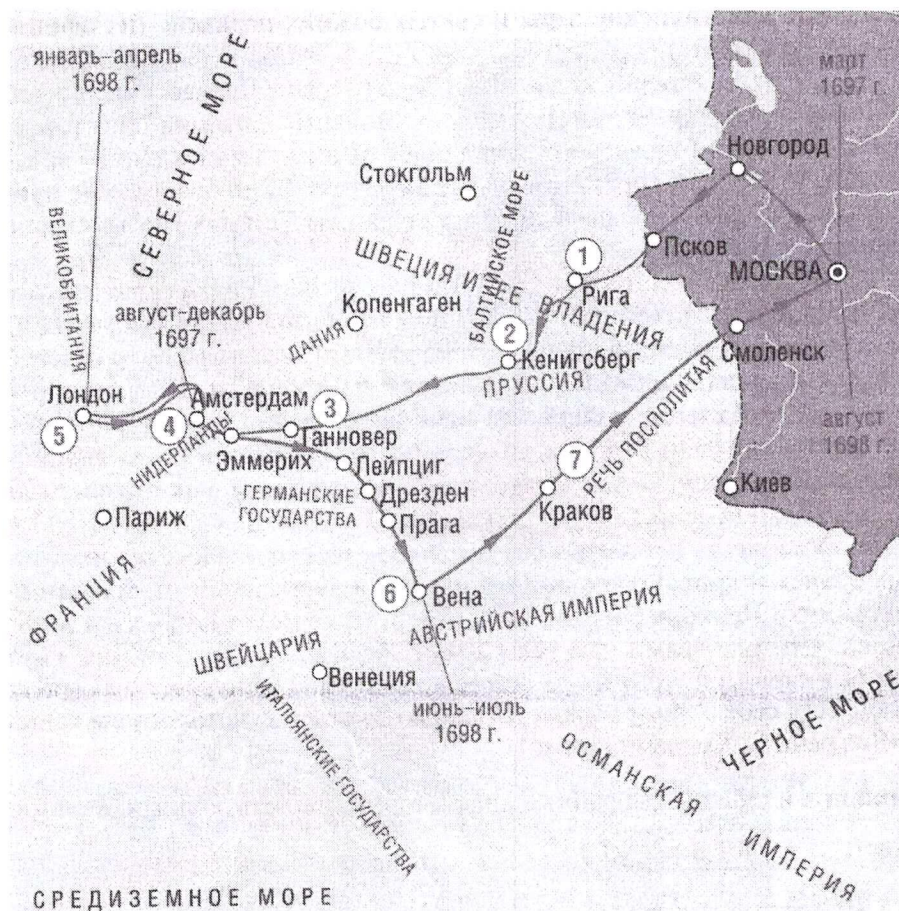 январь–апрель
1698 г.
СЕВЕРНОЕ МОРЕ
март
1697 г.
Новгород
Стокгольм
ВЕЛИКОБРИТАНИЯ
БАЛТИЙСКОЕ МОРЕ
Псков
ШВЕЦИЯ И ЕЕ ВЛАДЕНИЯ
1
МОСКВА
Рига
август–декабрь
1697 г.
Копенгаген
ДАНИЯ
2
Кенигсберг
ПРУССИЯ
Смоленск
Лондон
5
Амстердам
4
3
НИДЕРЛАНДЫ
Ганновер
Эммерих
август
1698 г.
РЕЧЬ ПОСПОЛИТАЯ
7
Лейпциг
ГЕРМАНСКИЕ
ГОСУДАРСТВА
Дрезден
Киев
Краков
Париж
Прага
ФРАНЦИЯ
6
Вена
АВСТРИЙСКАЯ ИМПЕРИЯ
ШВЕЙЦАРИЯ
Венеция
ИТАЛЬЯНСКИЕ ГОСУДАРСТВА
июнь–июль
1698 г.
ЧЕРНОЕ МОРЕ
ОСМАНСКАЯ ИМПЕРИЯ
СРЕДИЗЕМНОЕ МОРЕ